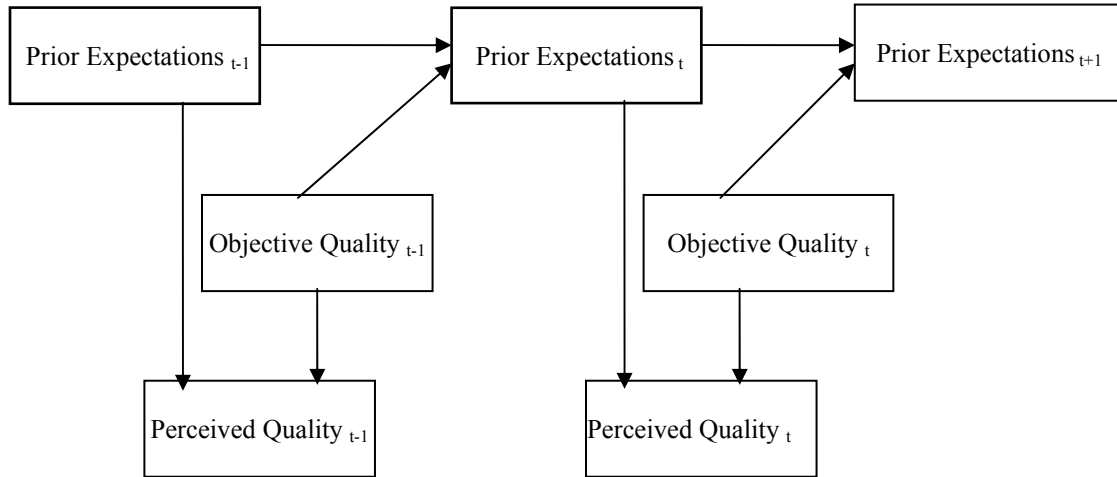 Prior Expectations t-1
Prior Expectations t
Prior Expectations t+1
Objective Quality t-1
Objective Quality t
Perceived Quality t-1
Perceived Quality t